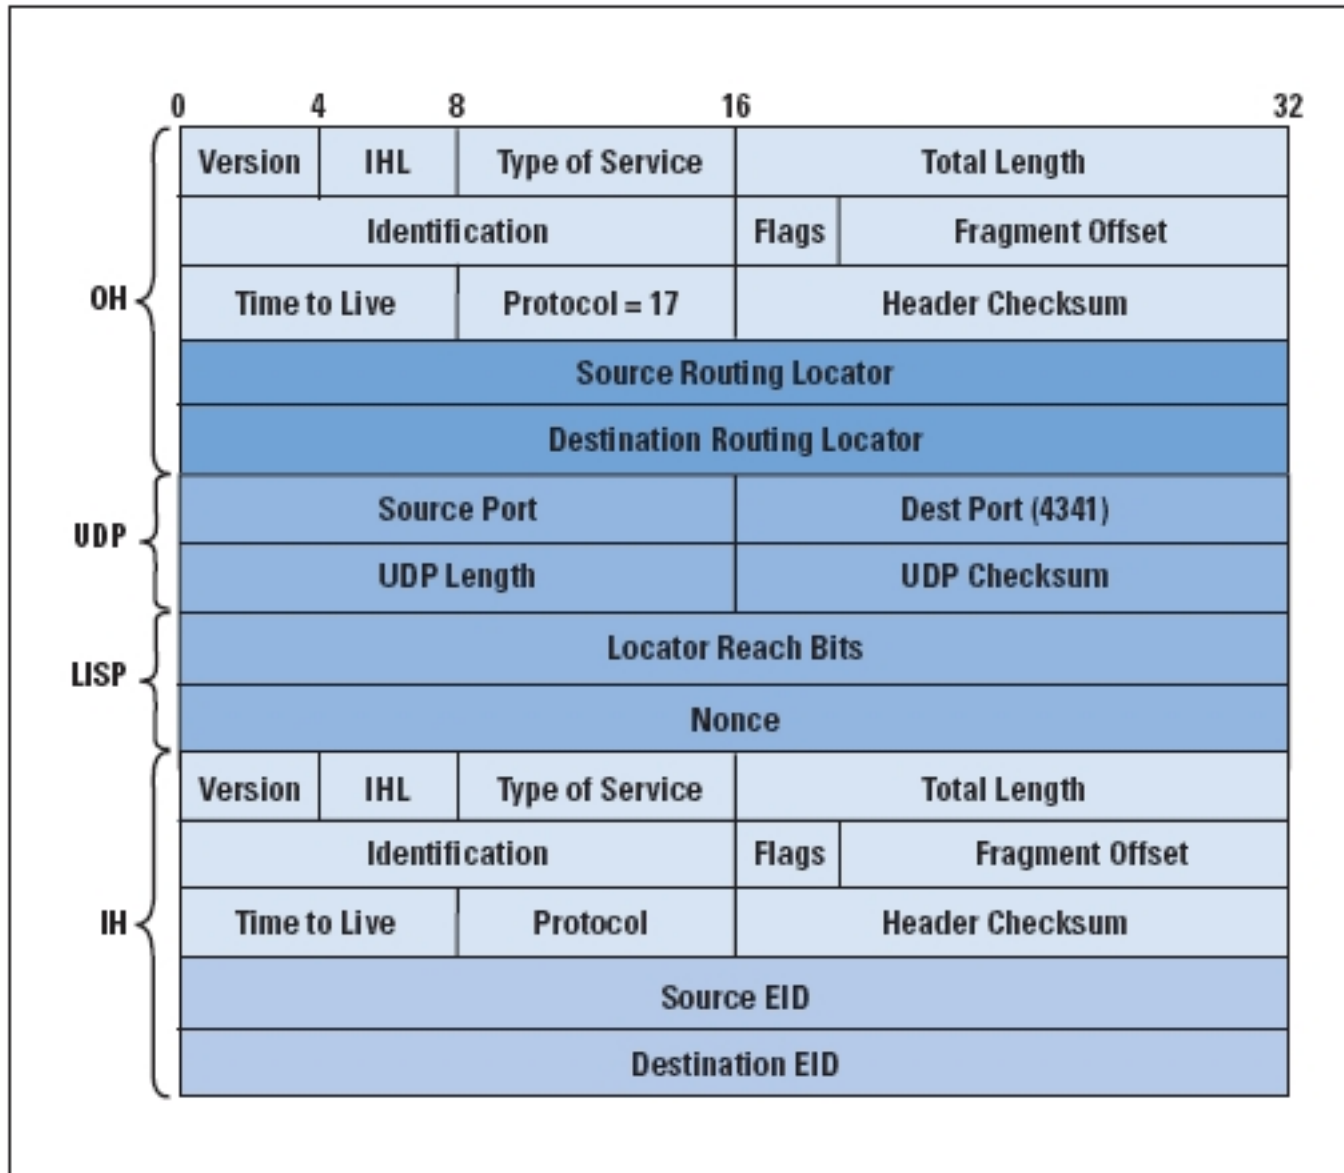 0 4 8 16 32
Version IHL Type of Service Total Length
Identification Flags Fragment Offset
OH Time to Live Protocol = 17 Header Checksum
Source Routing Locator
Destination Routing Locator
Source Port Dest Port (4341)
UDP
UDP Length UDP Checksum
Locator Reach Bits
LISP
Nonce
Version IHL Type of Service Total Length
Identification Flags Fragment Offset
IH Time to Live Protocol Header Checksum
Source EID
Destination EID